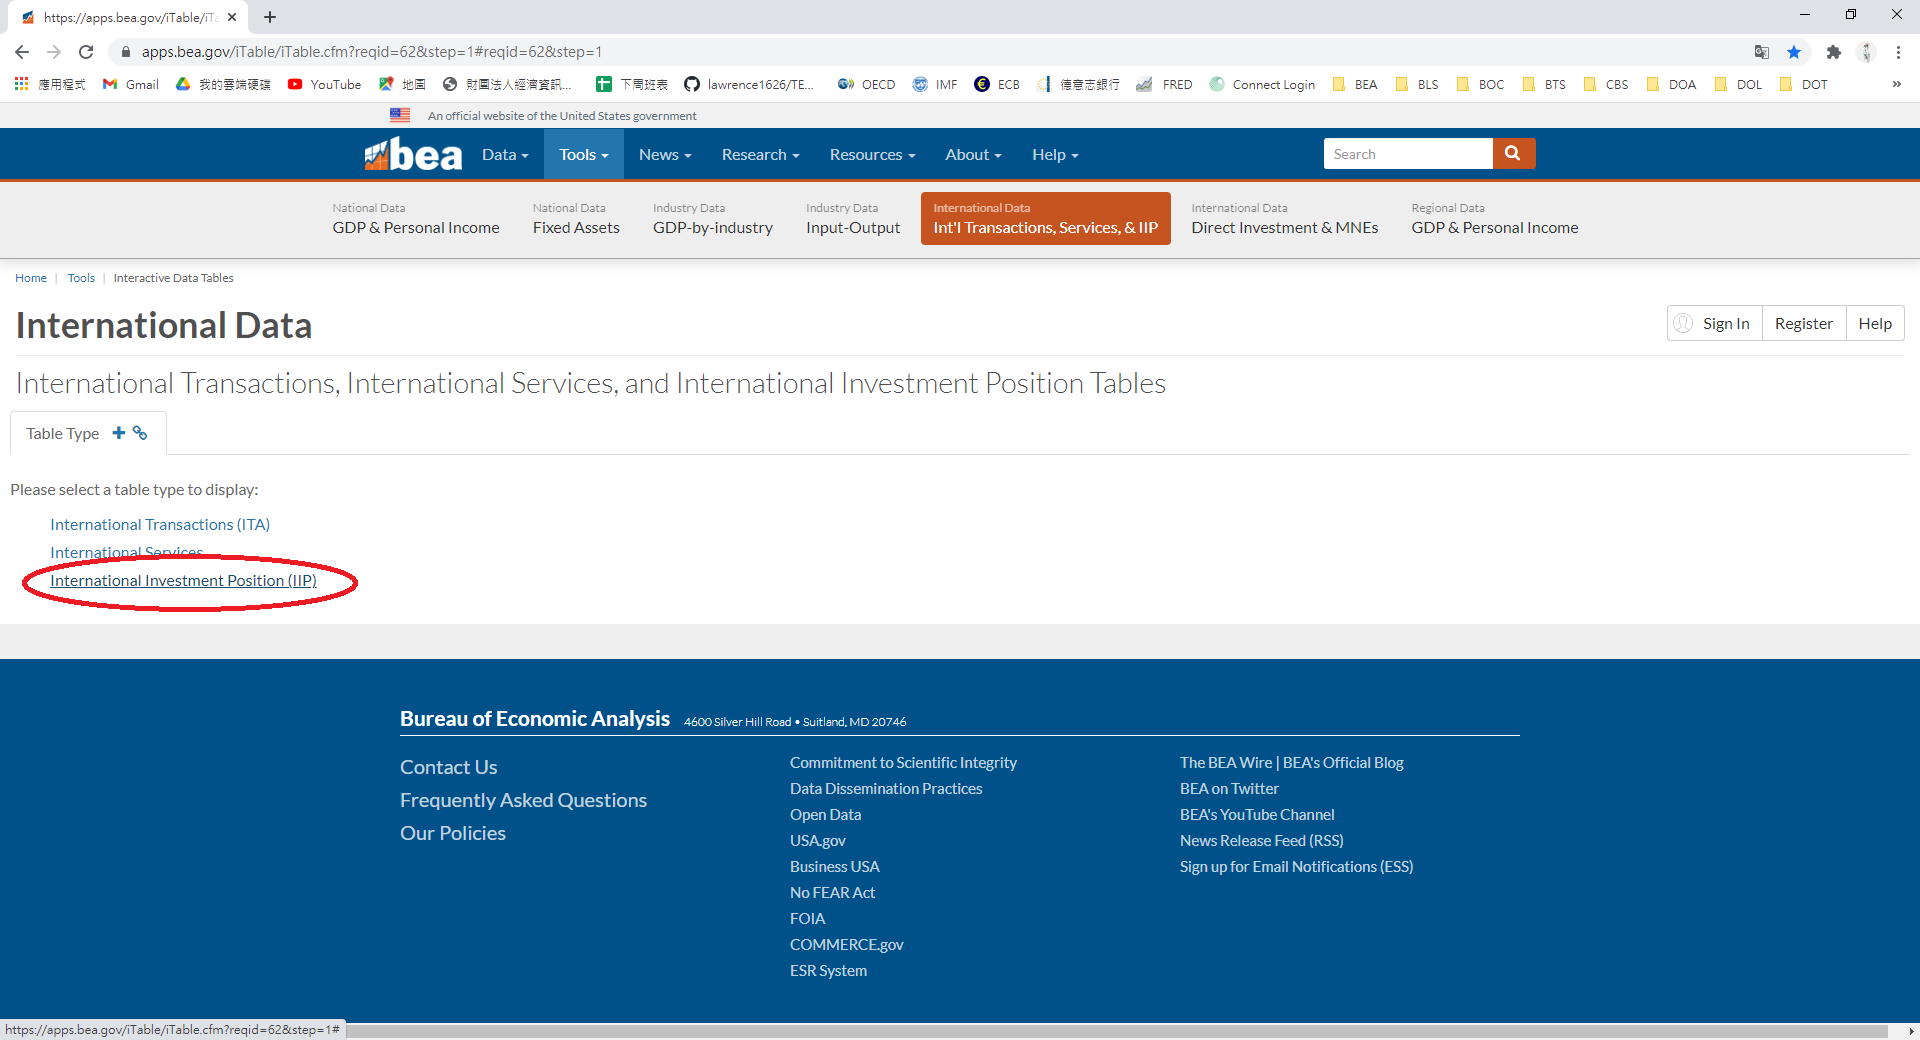 https://apps.bea.gov/iTable/iTa
apps.bea.gov/iTable/iTable.cfm?reqid=62&step=1#reqid=62&step=1
應用程式 Gmail 我的雲端硬碟 YouTube 地圖 財團法人經濟資訊... 下周班表 lawrence1626/TE... OECD IMF ECB 德意志銀行 FRED Connect Login BEA BLS BOC BTS CBS DOA DOL DOT »
An official website of the United States government
bea Data Tools News Research Resources About Help Search
National Data National Data Industry Data Industry Data International Data International Data Regional Data
GDP & Personal Income Fixed Assets GDP-by-industry Input-Output Int'l Transactions, Services, & IIP Direct Investment & MNEs GDP & Personal Income
Home | Tools | Interactive Data Tables
International Data
Sign In Register Help
International Transactions, International Services, and International Investment Position Tables
Table Type
Please select a table type to display:
International Transactions (ITA)
International Services
International Investment Position (IIP)
Bureau of Economic Analysis 4600 Silver Hill Road • Suitland, MD 20746
Contact Us
Frequently Asked Questions
Our Policies
Commitment to Scientific Integrity
Data Dissemination Practices
Open Data
USA.gov
Business USA
No FEAR Act
FOIA
COMMERCE.gov
ESR System
The BEA Wire | BEA's Official Blog
BEA on Twitter
BEA's YouTube Channel
News Release Feed (RSS)
Sign up for Email Notifications (ESS)
https://apps.bea.gov/iTable/iTable.cfm?reqid=62&step=1#